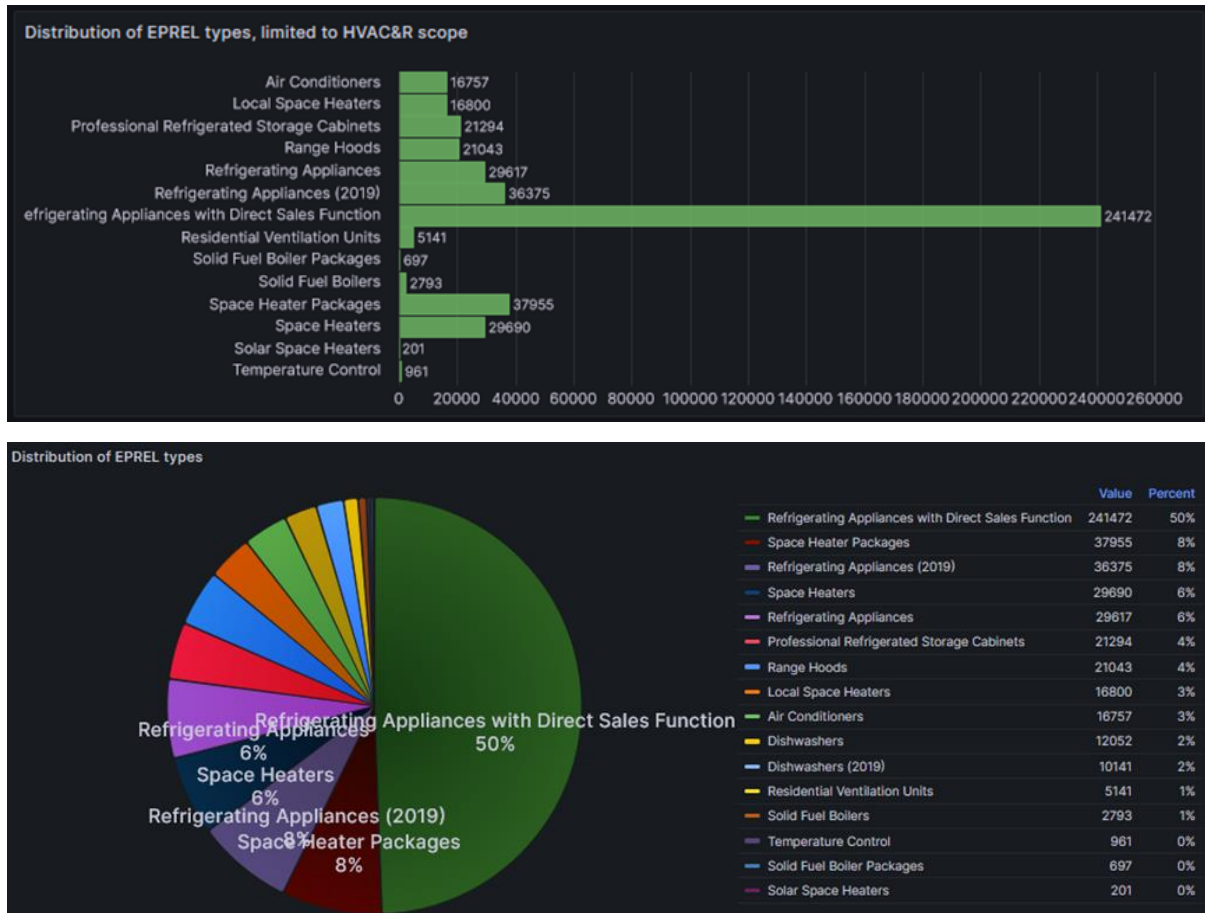 Distribution of EPREL types, limited to HVAC&R scope
Air Conditioners 16757
Local Space Heaters 16800
Professional Refrigerated Storage Cabinets 21294
Range Hoods 21043
Refrigerating Appliances 29617
Refrigerating Appliances (2019) 36375
efrigerating Appliances with Direct Sales Function 241472
Residential Ventilation Units 5141
Solid Fuel Boiler Packages 697
Solid Fuel Boilers 2793
Space Heater Packages 37955
Space Heaters 29690
Solar Space Heaters 201
Temperature Control 961
0 20000 40000 60000 80000 100000 120000 140000 160000 180000 200000 220000 240000 260000
Distribution of EPREL types
Refrigerating Appliances with Direct Sales Function
50%
Refrigerating Appliances
6%
Space Heaters
6%
Refrigerating Appliances (2019)
8%
Space Heater Packages
8%
Value Percent
Refrigerating Appliances with Direct Sales Function 241472 50%
Space Heater Packages 37955 8%
Refrigerating Appliances (2019) 36375 8%
Space Heaters 29690 6%
Refrigerating Appliances 29617 6%
Professional Refrigerated Storage Cabinets 21294 4%
Range Hoods 21043 4%
Local Space Heaters 16800 3%
Air Conditioners 16757 3%
Dishwashers 12052 2%
Dishwashers (2019) 10141 2%
Residential Ventilation Units 5141 1%
Solid Fuel Boilers 2793 1%
Temperature Control 961 0%
Solid Fuel Boiler Packages 697 0%
Solar Space Heaters 201 0%